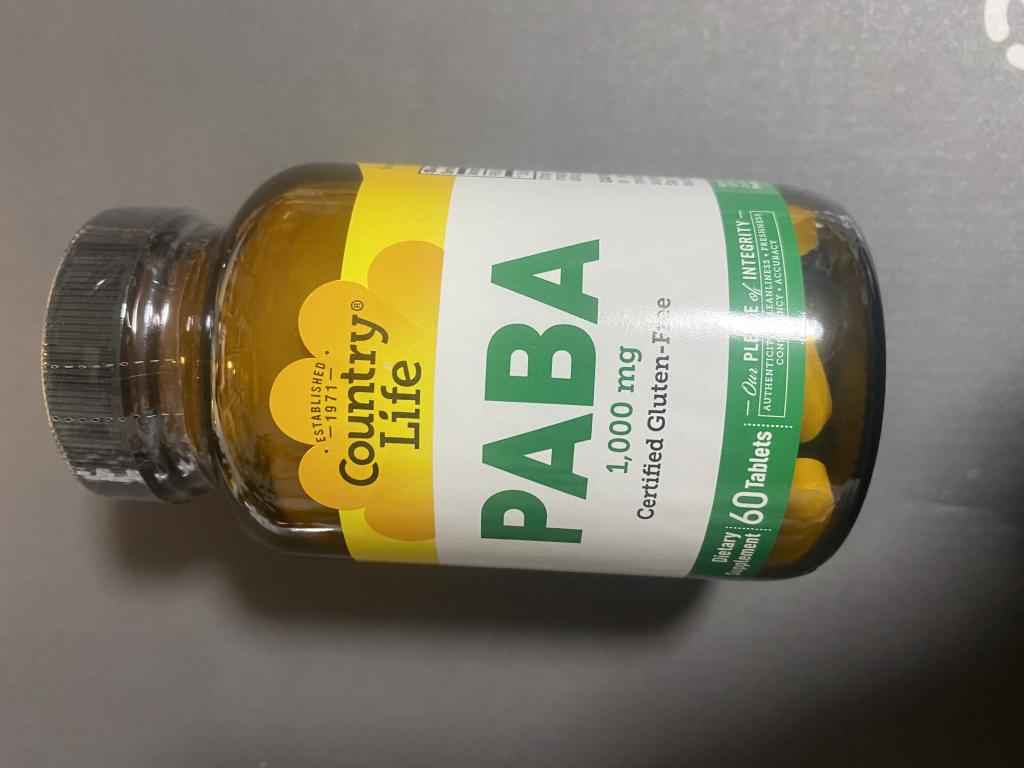 · ESTABLISHED ·
— 1971 —
Country®
Life
PABA
1,000 mg
Certified Gluten-Free
Dietary
Supplement
60 Tablets
Our PLEDGE of INTEGRITY
AUTHENTICITY • CLEANLINESS • FRESHNESS
CONSISTENCY • ACCURACY